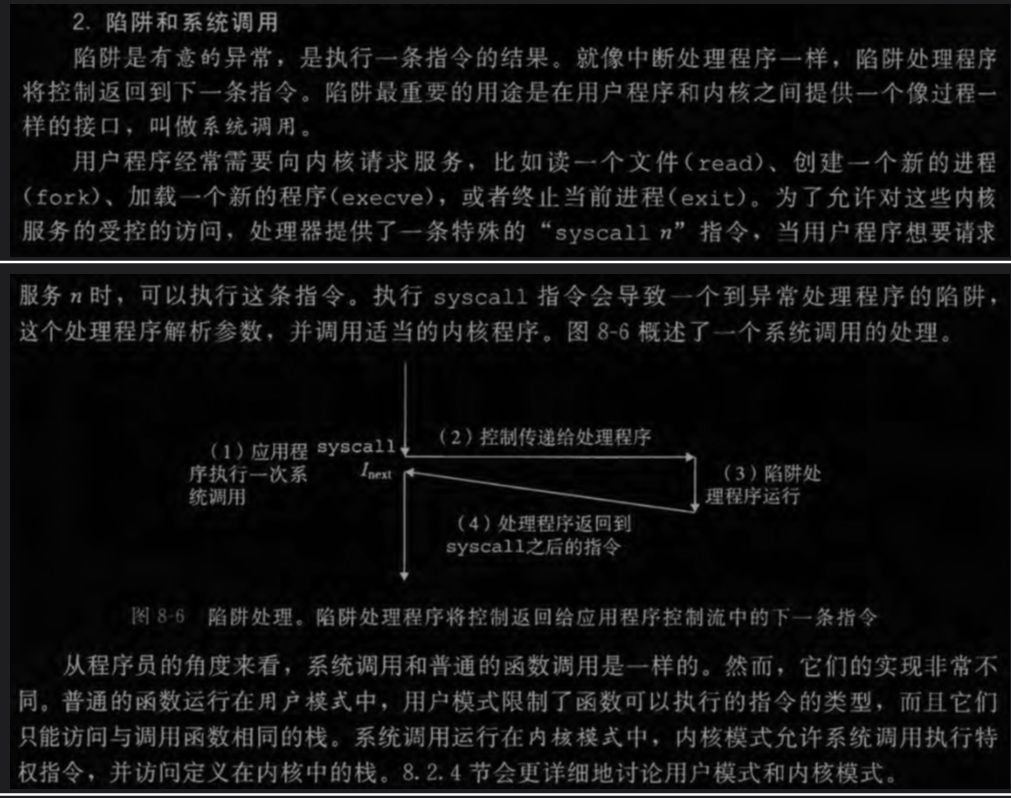 2. 陷阱和系统调用
陷阱是有意的异常，是执行一条指令的结果。就像中断处理程序一样，陷阱处理程序
将控制返回到下一条指令。陷阱最重要的用途是在用户程序和内核之间提供一个像过程一
样的接口，叫做系统调用。
用户程序经常需要向内核请求服务，比如读一个文件(read)、创建一个新的进程
(fork)、加载一个新的程序(execve)，或者终止当前进程(exit)。为了允许对这些内核
服务的受控的访问，处理器提供了一条特殊的“syscall n”指令，当用户程序想要请求
服务 n 时，可以执行这条指令。执行 syscall 指令会导致一个到异常处理程序的陷阱，
这个处理程序解析参数，并调用适当的内核程序。图 8-6 概述了一个系统调用的处理。
（1）应用程
序执行一次系
统调用
syscall
Inext
（2）控制传递给处理程序
（3）陷阱处
理程序运行
（4）处理程序返回到
syscall之后的指令
图 8-6 陷阱处理。陷阱处理程序将控制返回给应用程序控制流中的下一条指令
从程序员的角度来看，系统调用和普通的函数调用是一样的。然而，它们的实现非常不
同。普通的函数运行在用户模式中，用户模式限制了函数可以执行的指令的类型，而且它们
只能访问与调用函数相同的栈。系统调用运行在内核模式中，内核模式允许系统调用执行特
权指令，并访问定义在内核中的栈。8.2.4 节会更详细地讨论用户模式和内核模式。